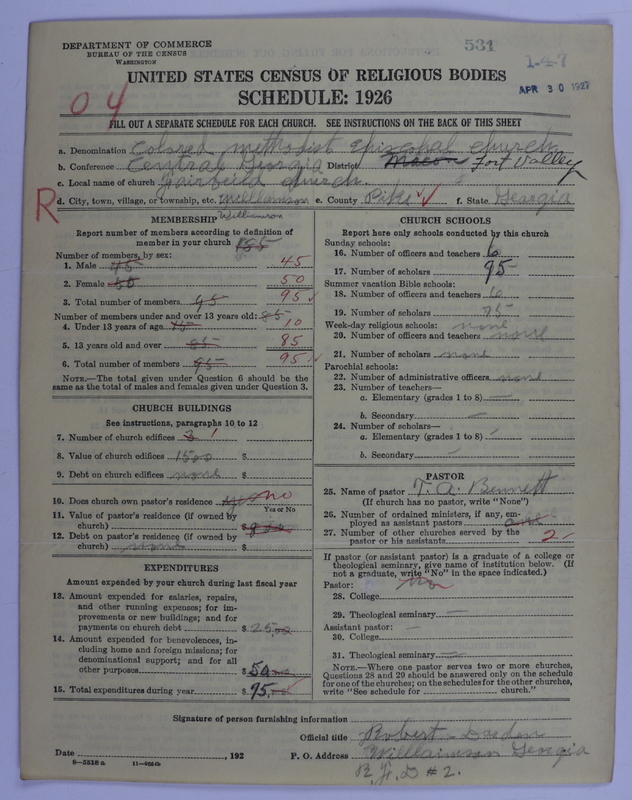 DEPARTMENT OF COMMERCE
BUREAU OF THE CENSUS
WASHINGTON
531
1-47
APR 30 1927
UNITED STATES CENSUS OF RELIGIOUS BODIES
SCHEDULE: 1926
04
FILL OUT A SEPARATE SCHEDULE FOR EACH CHURCH. SEE INSTRUCTIONS ON THE BACK OF THIS SHEET
a. Denomination Colored Methodist Episcopal Church
b. Conference Central Georgia District Macon Fort Valley
c. Local name of church Fairfield Church.
R
d. City, town, village, or township, etc. Williamson e. County Pike f. State Georgia
Williamson
MEMBERSHIP
Report number of members according to definition of member in your church 185
Number of members, by sex:
1. Male 45 45
2. Female 50 50
3. Total number of members 95 95
Number of members under and over 13 years old: 85
4. Under 13 years of age 10
5. 13 years old and over 85 85
6. Total number of members 95 95
NOTE.—The total given under Question 6 should be the same as the total of males and females given under Question 3.
CHURCH BUILDINGS
See instructions, paragraphs 10 to 12
7. Number of church edifices 1
8. Value of church edifices 1500 $
9. Debt on church edifices none $
10. Does church own pastor's residence no
Yes or No
11. Value of pastor's residence (if owned by church) $
12. Debt on pastor's residence (if owned by church) none $
EXPENDITURES
Amount expended by your church during last fiscal year
13. Amount expended for salaries, repairs, and other running expenses; for improvements or new buildings; and for payments on church debt $ 25.00
14. Amount expended for benevolences, including home and foreign missions; for denominational support; and for all other purposes $ 50.00
15. Total expenditures during year $ 75.00
CHURCH SCHOOLS
Report here only schools conducted by this church
Sunday schools:
16. Number of officers and teachers 6
17. Number of scholars 95
Summer vacation Bible schools:
18. Number of officers and teachers 6
19. Number of scholars 75
Week-day religious schools: none
20. Number of officers and teachers none
21. Number of scholars none
Parochial schools:
22. Number of administrative officers none
23. Number of teachers—
a. Elementary (grades 1 to 8) —
b. Secondary —
24. Number of scholars—
a. Elementary (grades 1 to 8)
b. Secondary —
PASTOR
25. Name of pastor T. A. Bennett
(If church has no pastor, write "None")
26. Number of ordained ministers, if any, employed as assistant pastors
27. Number of other churches served by the pastor or his assistants 2
If pastor (or assistant pastor) is a graduate of a college or theological seminary, give name of institution below. (If not a graduate, write "No" in the space indicated.)
Pastor: No
28. College
29. Theological seminary —
Assistant pastor: —
30. College
31. Theological seminary —
NOTE.—Where one pastor serves two or more churches, Questions 28 and 29 should be answered only on the schedule for one of the churches; on the schedules for the other churches, write "See schedule for church."
Signature of person furnishing information
Official title Robert
Date , 192 P. O. Address Williamson Georgia
8-5518 a 11-9661b R. F. D # 2.